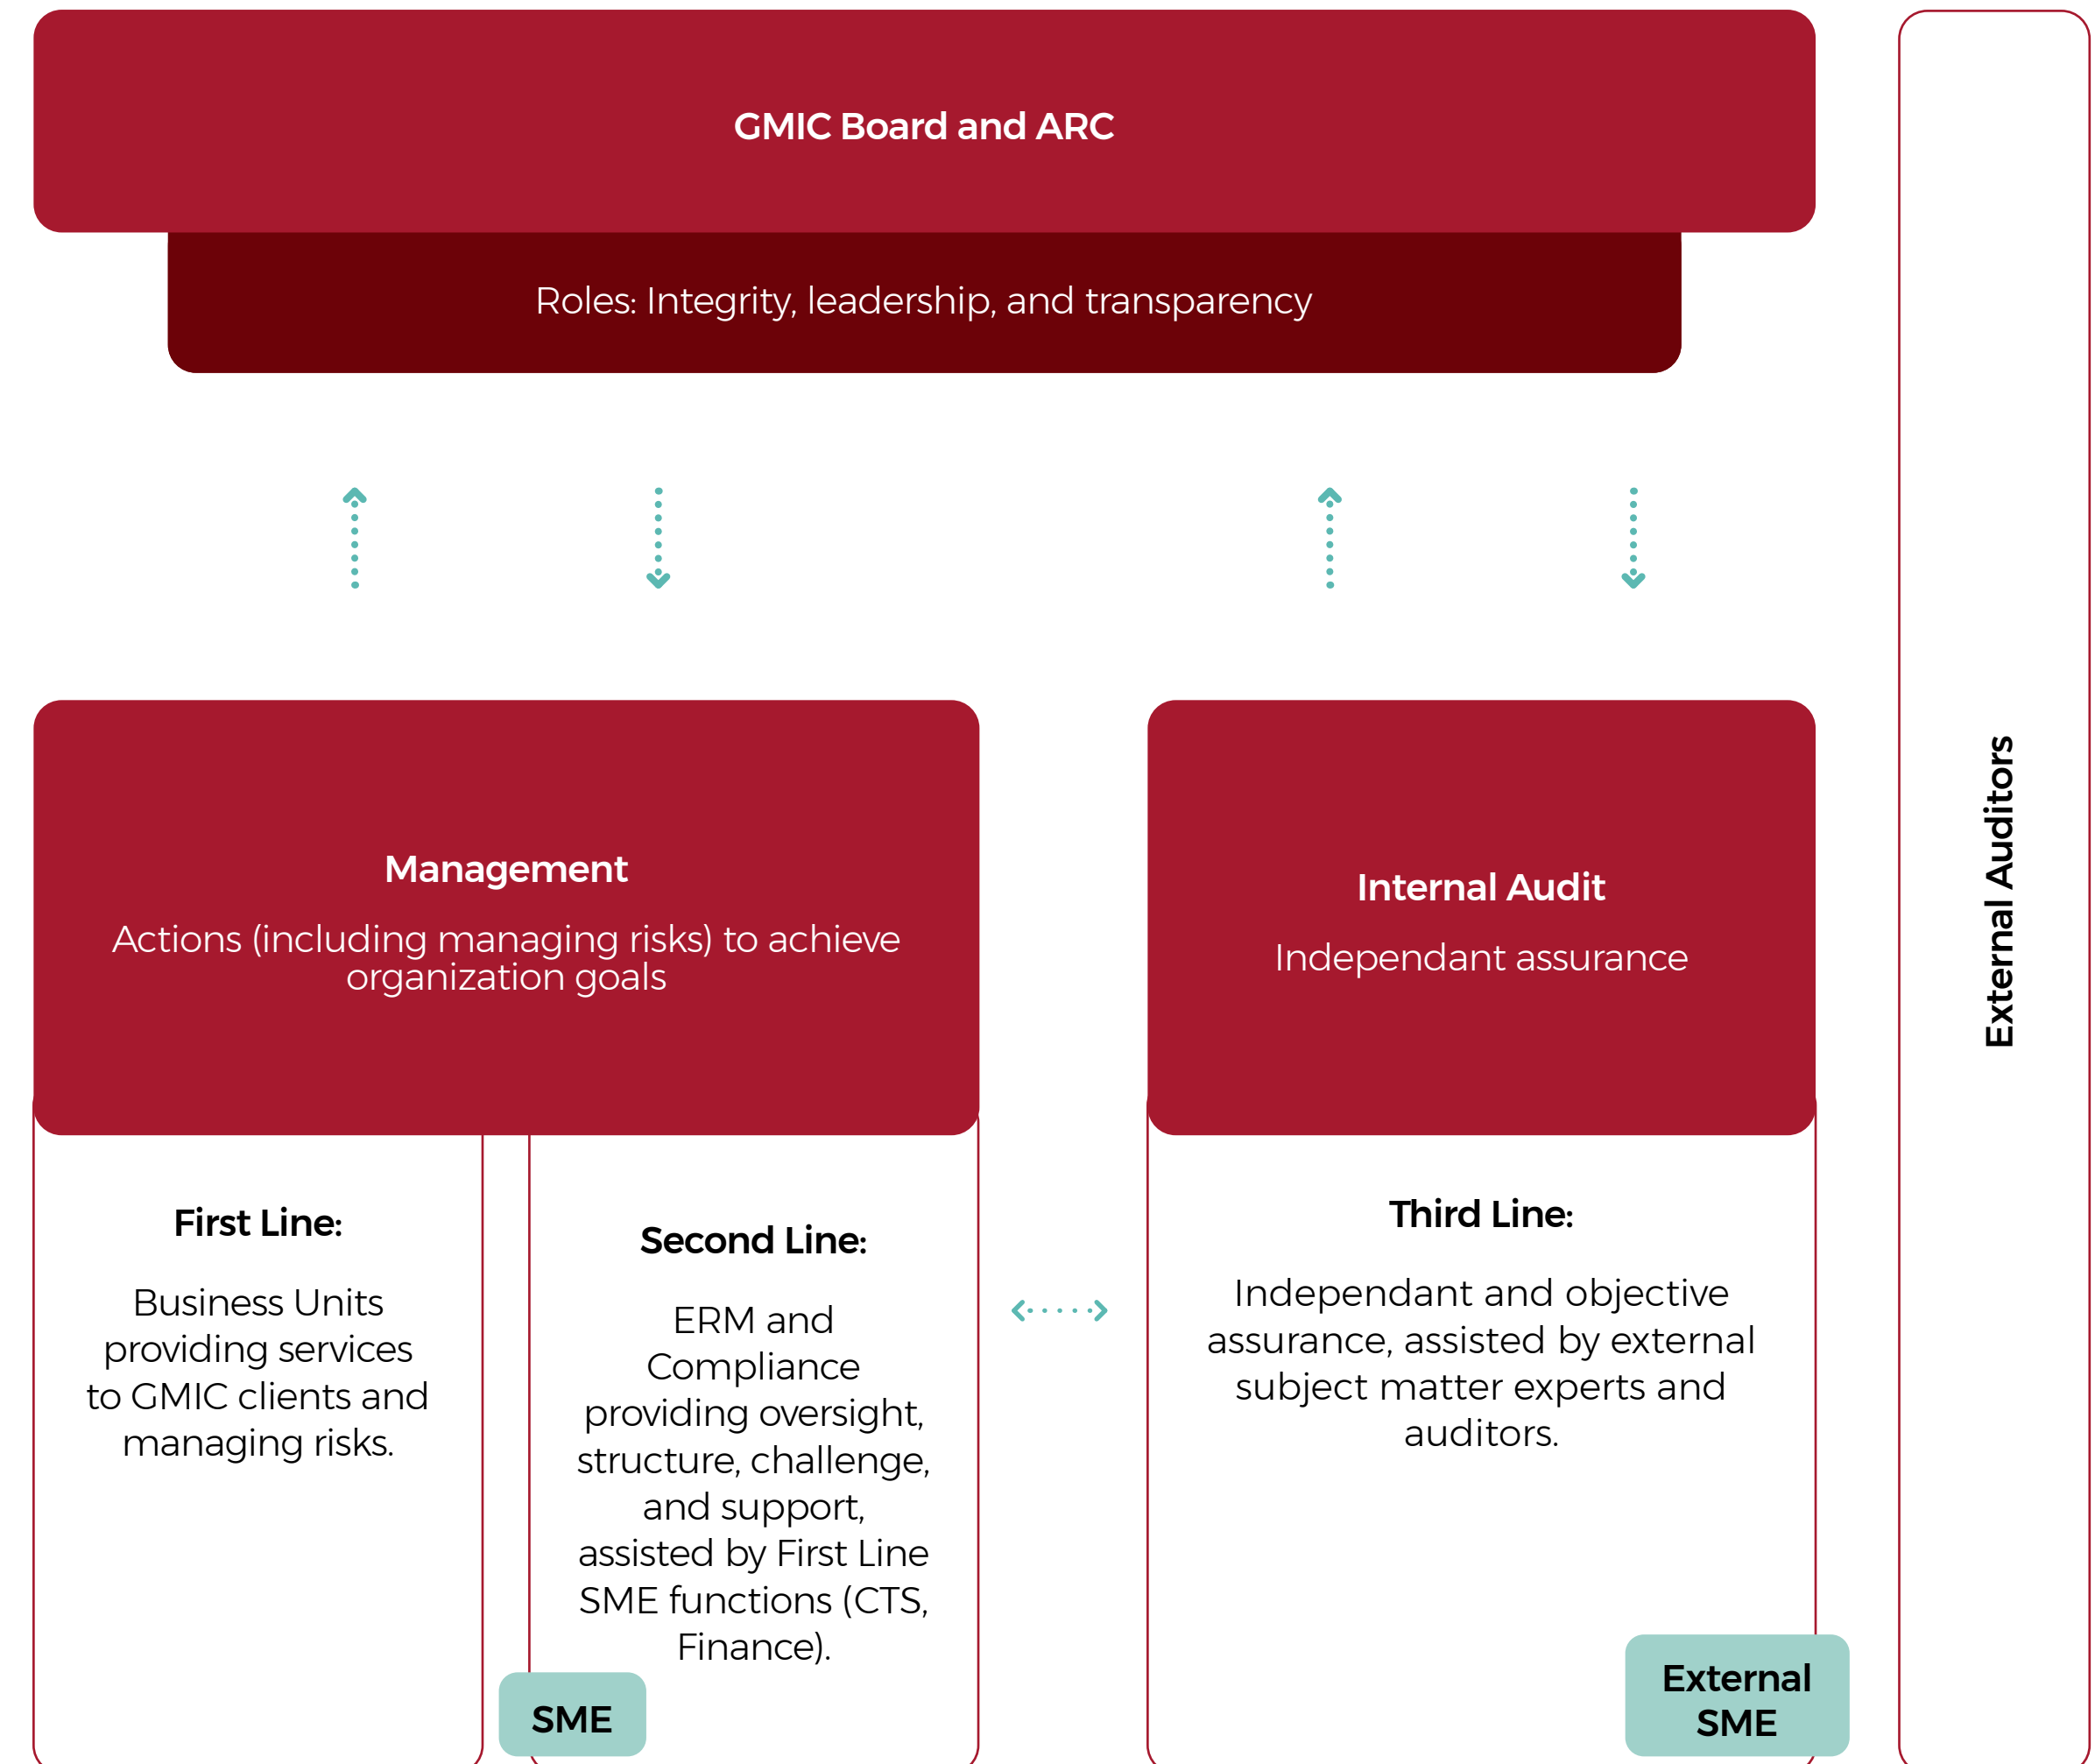 GMIC Board and ARC
Roles: Integrity, leadership, and transparency
Management
Actions (including managing risks) to achieve
organization goals
Internal Audit
Independant assurance
External Auditors
First Line:
Business Units
providing services
to GMIC clients and
managing risks.
Second Line:
ERM and
Compliance
providing oversight,
structure, challenge,
and support,
assisted by First Line
SME functions (CTS,
Finance).
SME
Third Line:
Independant and objective
assurance, assisted by external
subject matter experts and
auditors.
External
SME